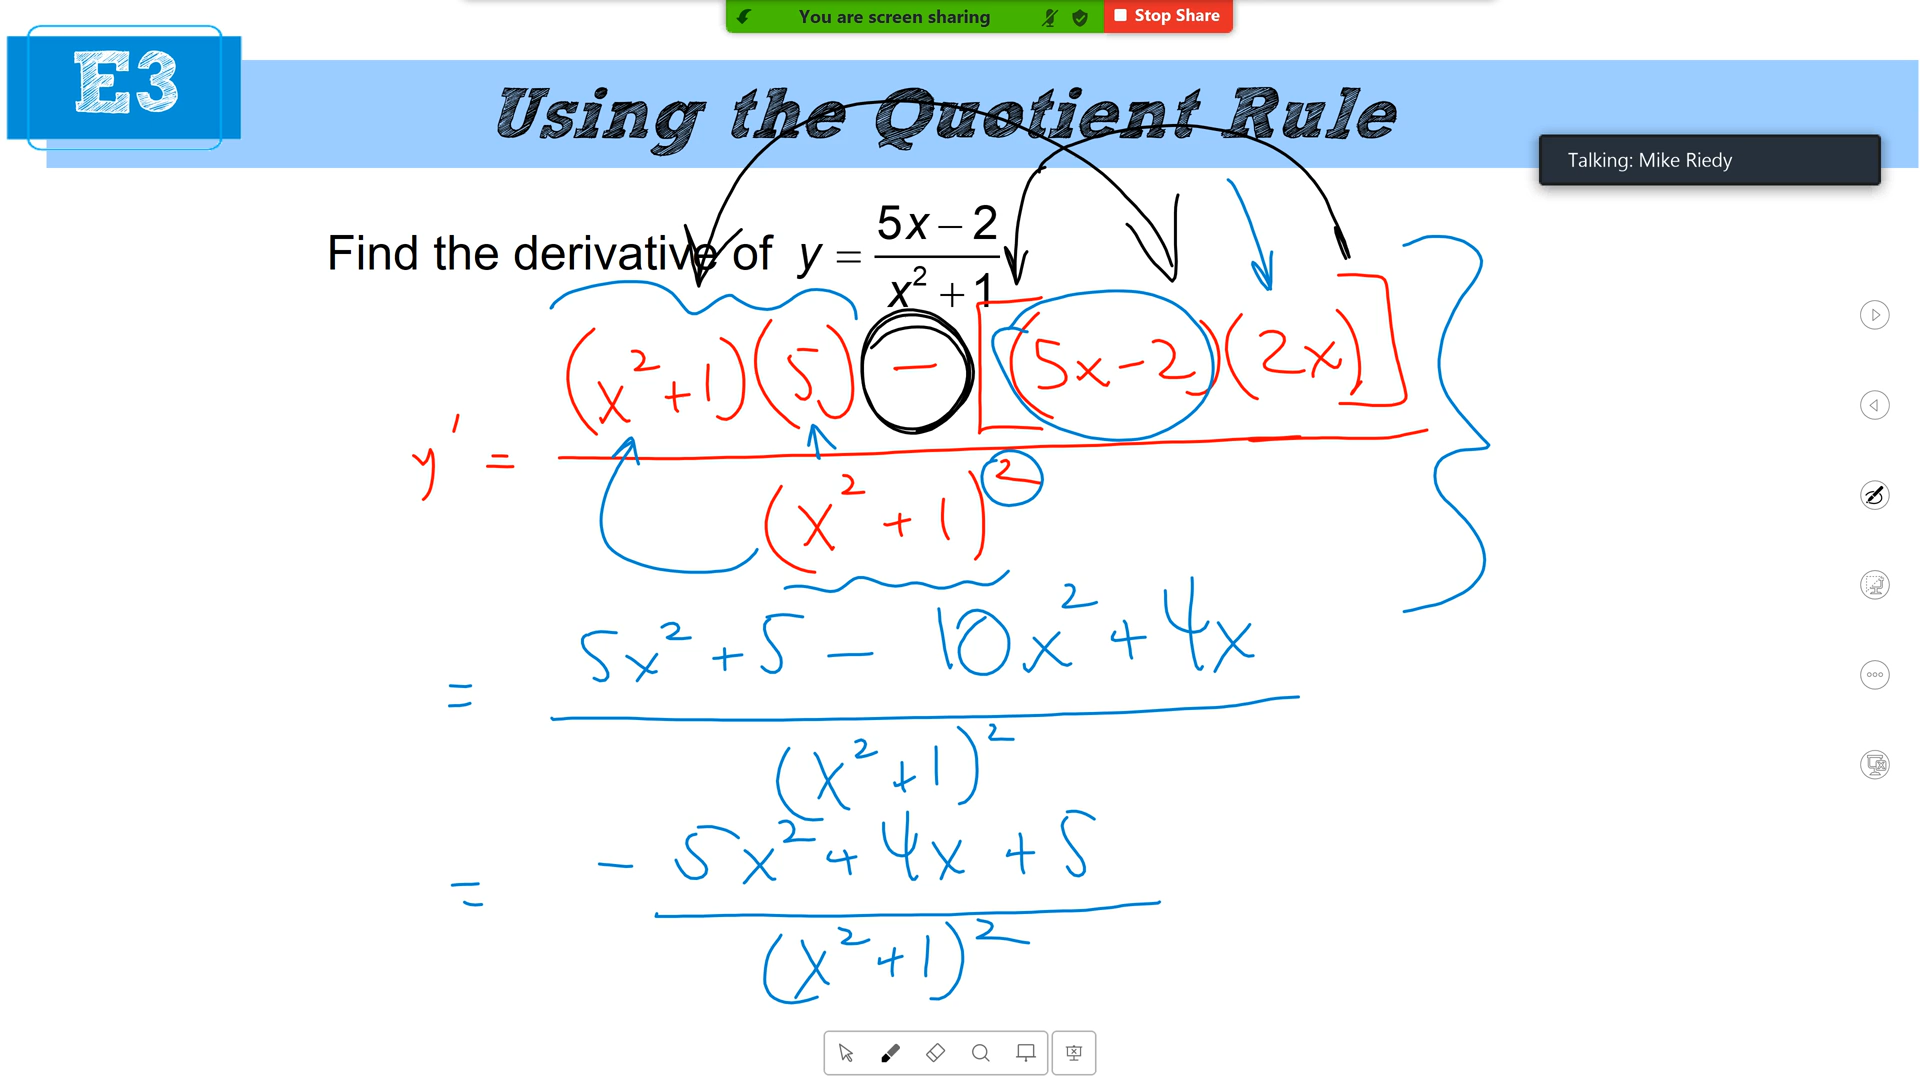 You are screen sharing Stop Share
E3
Using the Quotient Rule
Talking: Mike Riedy
Find the derivative of y = (5x − 2)/(x² + 1)
y' = ((x² + 1)(5) − [(5x − 2)(2x)])/(x² + 1)²
= (5x² + 5 − 10x² + 4x)/(x² + 1)²
= (−5x² + 4x + 5)/(x² + 1)²